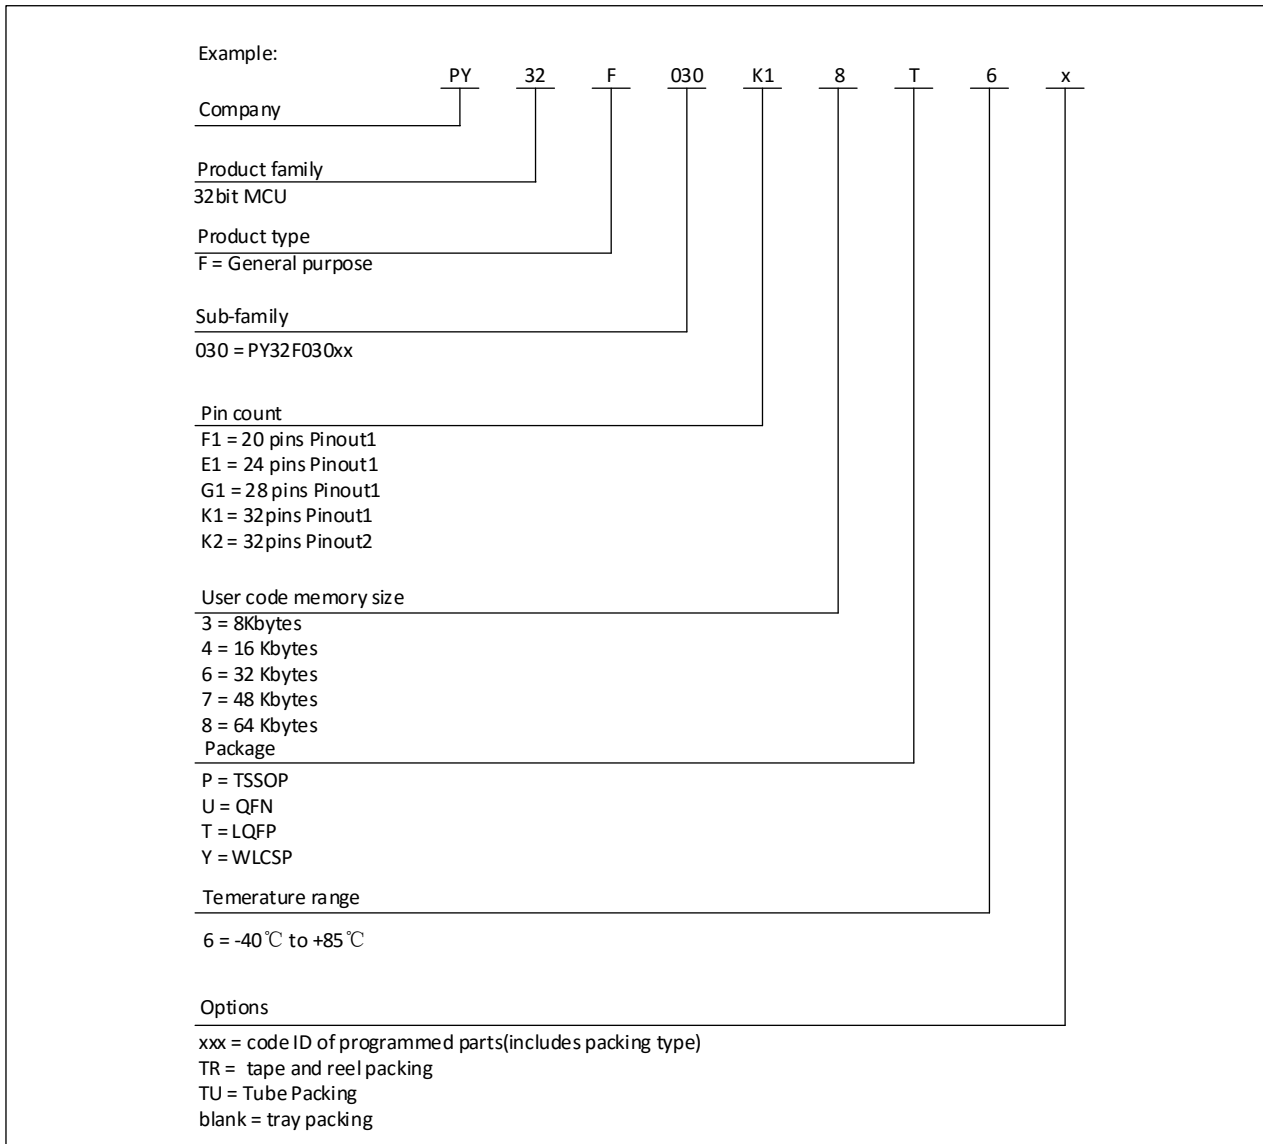 Example:
PY 32 F 030 K1 8 T 6 x
Company
Product family
32bit MCU
Product type
F = General purpose
Sub-family
030 = PY32F030xx
Pin count
F1 = 20 pins Pinout1
E1 = 24 pins Pinout1
G1 = 28 pins Pinout1
K1 = 32pins Pinout1
K2 = 32pins Pinout2
User code memory size
3 = 8Kbytes
4 = 16 Kbytes
6 = 32 Kbytes
7 = 48 Kbytes
8 = 64 Kbytes
Package
P = TSSOP
U = QFN
T = LQFP
Y = WLCSP
Temerature range
6 = -40℃ to +85℃
Options
xxx = code ID of programmed parts(includes packing type)
TR = tape and reel packing
TU = Tube Packing
blank = tray packing